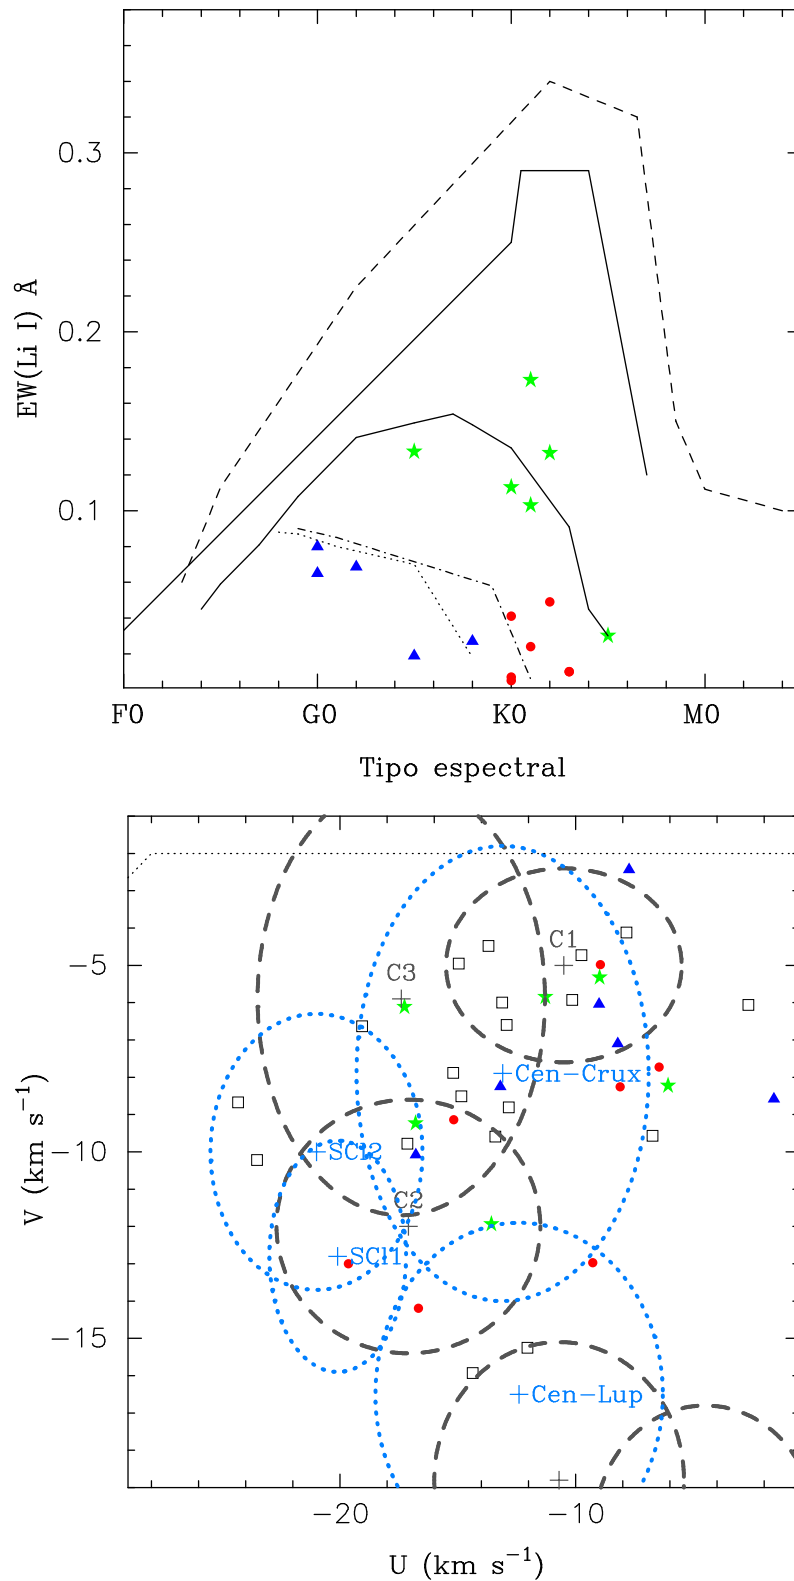 0.3
0.2
0.1
EW(Li I) Å
F0 G0 K0 M0
Tipo espectral
C1
−5
C3
+Cen−Crux
−10
+SCl2
C2
+SCl1
−15
+Cen−Lup
V (km s⁻¹)
−20 −10
U (km s⁻¹)